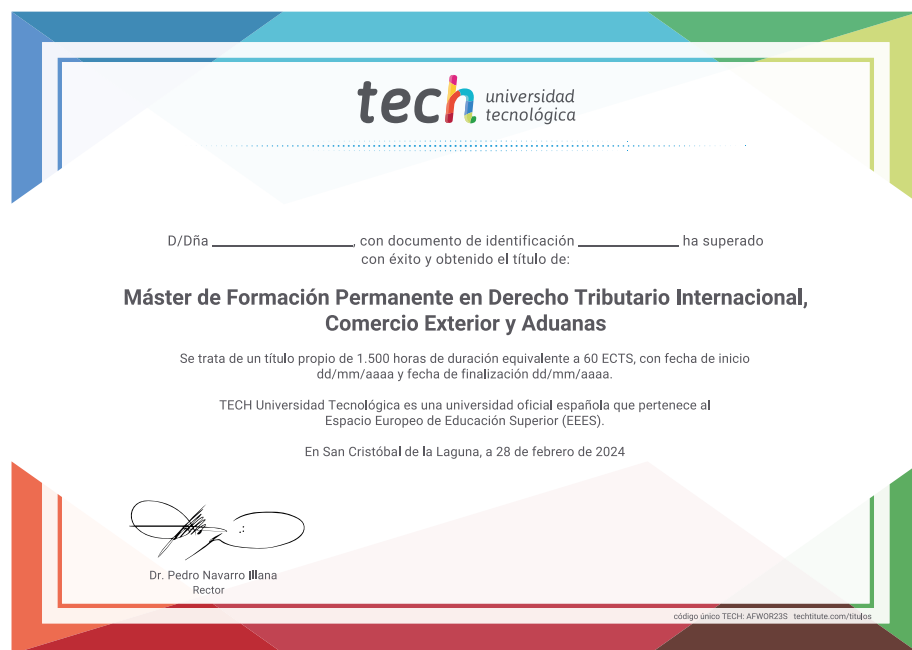 tech universidad
tecnológica
D/Dña ________________, con documento de identificación ____________ ha superado
con éxito y obtenido el título de:
Máster de Formación Permanente en Derecho Tributario Internacional,
Comercio Exterior y Aduanas
Se trata de un título propio de 1.500 horas de duración equivalente a 60 ECTS, con fecha de inicio
dd/mm/aaaa y fecha de finalización dd/mm/aaaa.
TECH Universidad Tecnológica es una universidad oficial española que pertenece al
Espacio Europeo de Educación Superior (EEES).
En San Cristóbal de la Laguna, a 28 de febrero de 2024
Dr. Pedro Navarro Illana
Rector
código único TECH: AFWOR23S techtitute.com/titulos